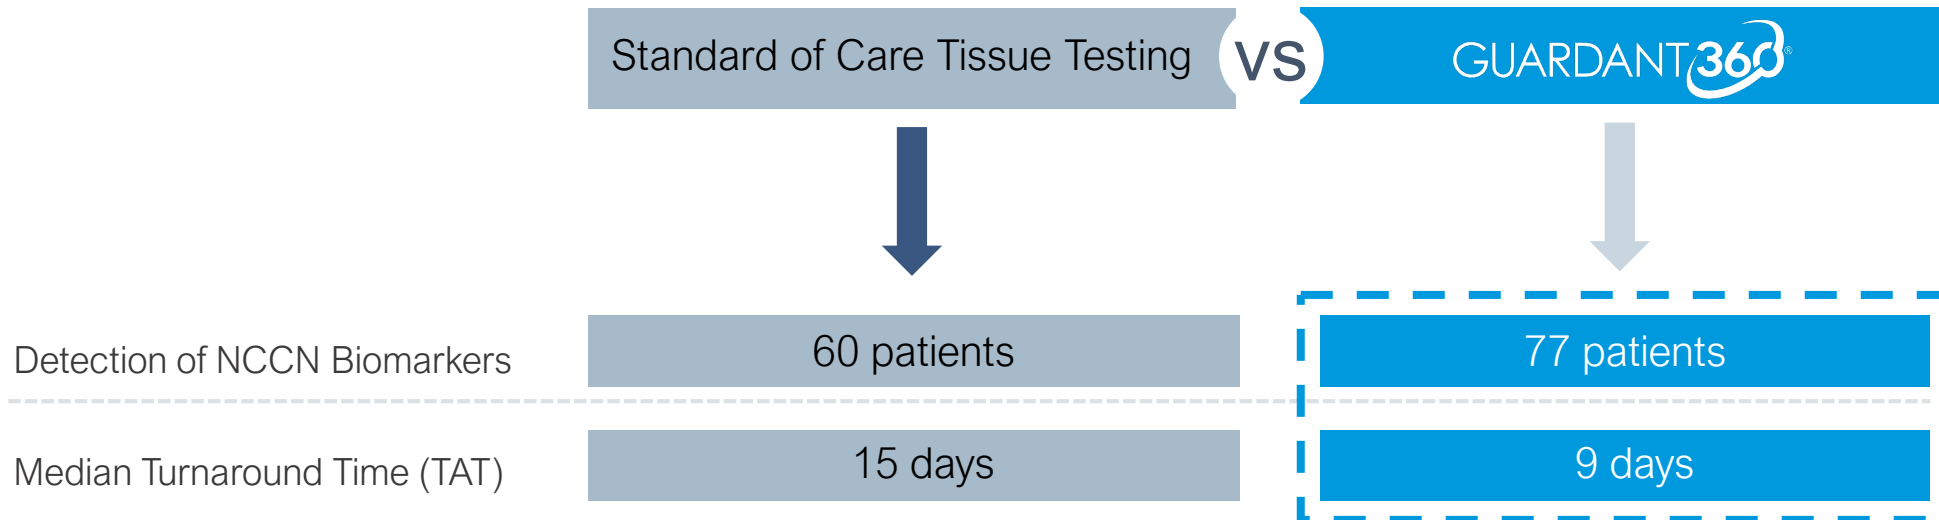 Standard of Care Tissue Testing VS GUARDANT360®
Detection of NCCN Biomarkers 60 patients 77 patients
Median Turnaround Time (TAT) 15 days 9 days